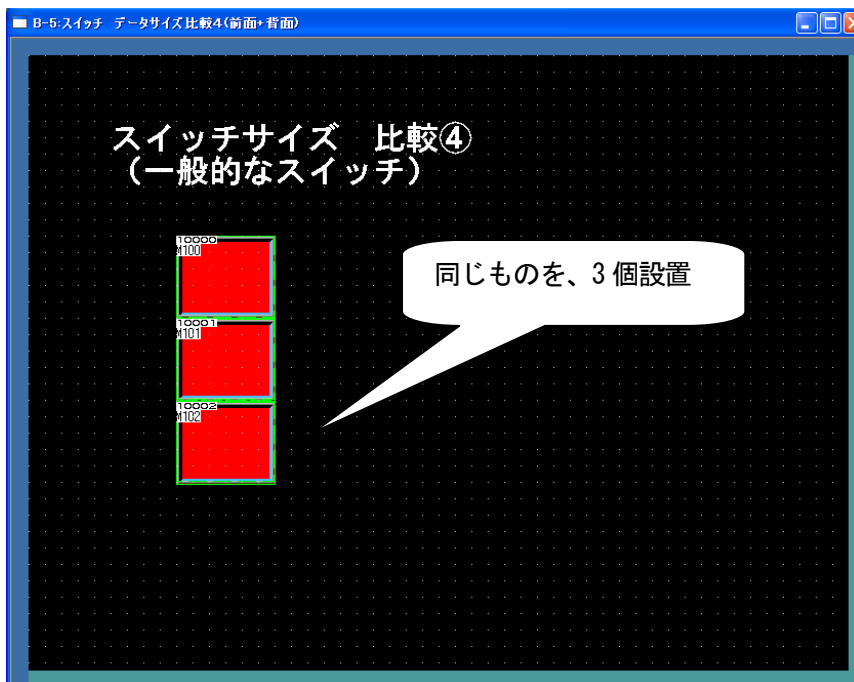 B-5:スイッチ データサイズ比較4(前面+背面)
スイッチサイズ 比較④
(一般的なスイッチ)
10000
M100
同じものを、3個設置
10001
M101
10002
M102